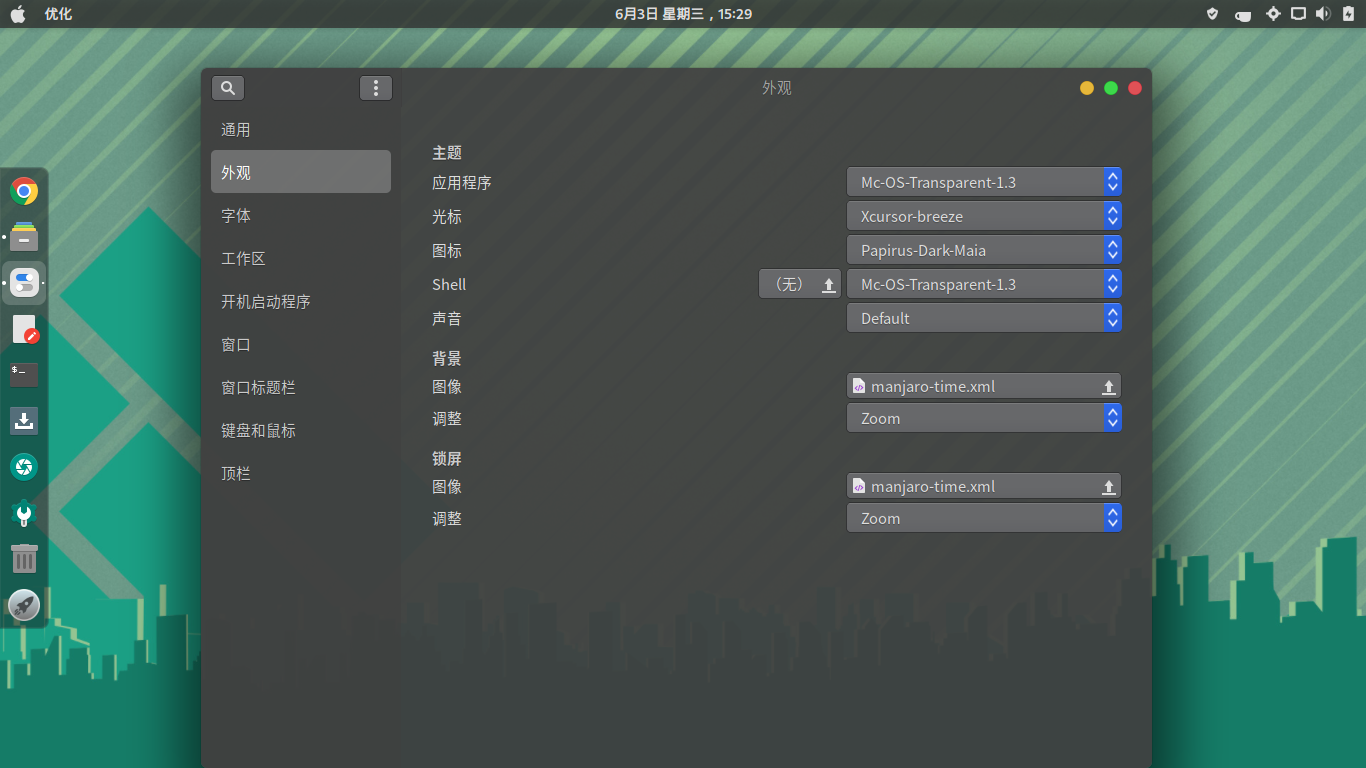 优化
6月3日 星期三，15:29
外观
通用
外观
字体
工作区
开机启动程序
窗口
窗口标题栏
键盘和鼠标
顶栏
主题
应用程序 Mc-OS-Transparent-1.3
光标 Xcursor-breeze
图标 Papirus-Dark-Maia
Shell （无） Mc-OS-Transparent-1.3
声音 Default
背景
图像 manjaro-time.xml
调整 Zoom
锁屏
图像 manjaro-time.xml
调整 Zoom
$_